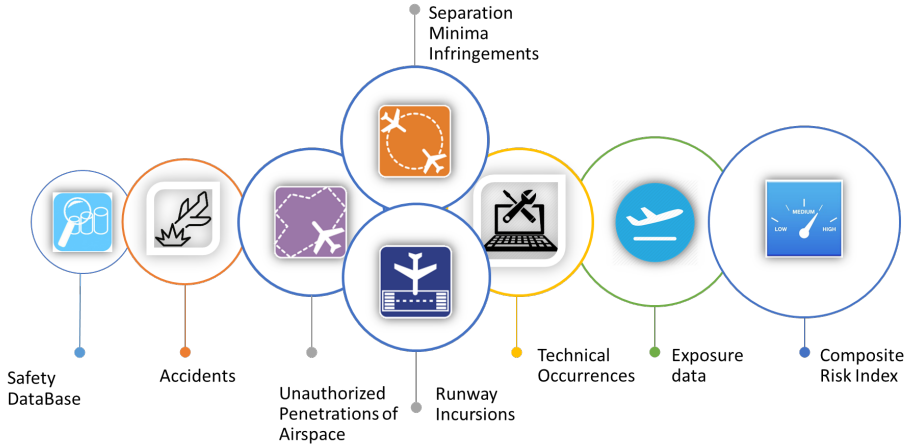 Separation
Minima
Infringements
LOW
MEDIUM
HIGH
Safety
DataBase
Accidents
Unauthorized
Penetrations of
Airspace
Runway
Incursions
Technical
Occurrences
Exposure
data
Composite
Risk Index